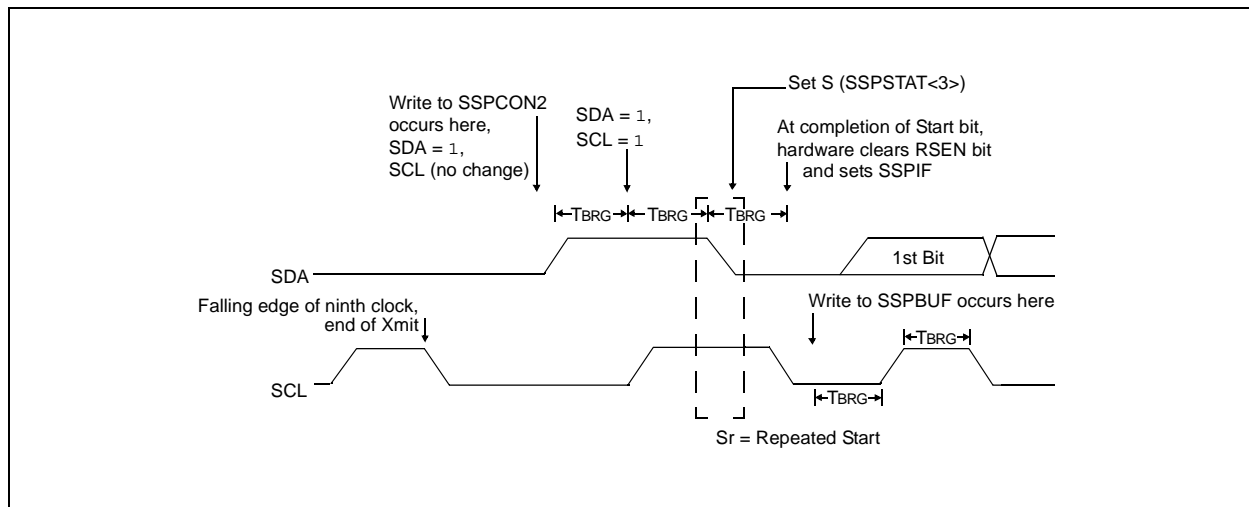 Set S (SSPSTAT<3>)
Write to SSPCON2
occurs here,
SDA = 1,
SCL (no change)
SDA = 1,
SCL = 1
At completion of Start bit,
hardware clears RSEN bit
and sets SSPIF
TBRG
TBRG
TBRG
SDA
1st Bit
Falling edge of ninth clock,
end of Xmit
Write to SSPBUF occurs here
TBRG
SCL
TBRG
Sr = Repeated Start